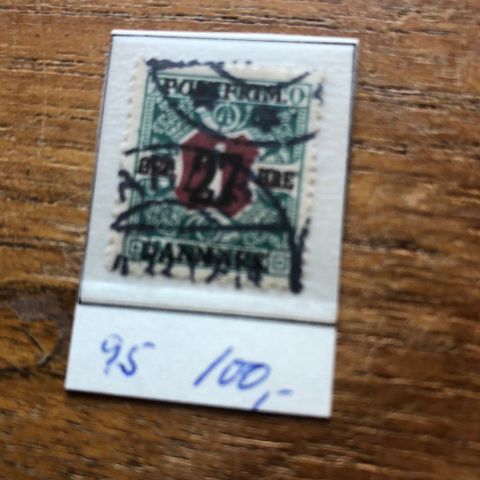 POSTFRIM.
27
ØRE ØRE
DANMARK
95 100,-